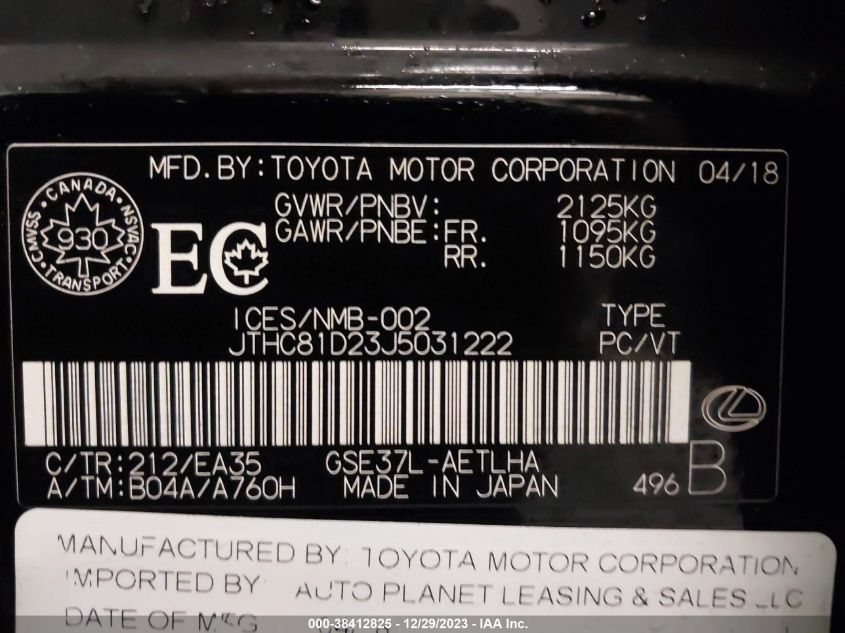 MFD.BY:TOYOTA MOTOR CORPORATION 04/18
CANADA
CMVSS 930 NSVAC
TRANSPORT
EC
GVWR/PNBV: 2125KG
GAWR/PNBE:FR. 1095KG
RR. 1150KG
ICES/NMB-002 TYPE
JTHC81D23J5031222 PC/VT
C/TR:212/EA35 GSE37L-AETLHA
A/TM:B04A/A760H MADE IN JAPAN 496 B
MANUFACTURED BY: TOYOTA MOTOR CORPORATION
IMPORTED BY AUTO PLANET LEASING & SALES LLC
DATE OF MFG
000-38412825 - 12/29/2023 - IAA Inc.